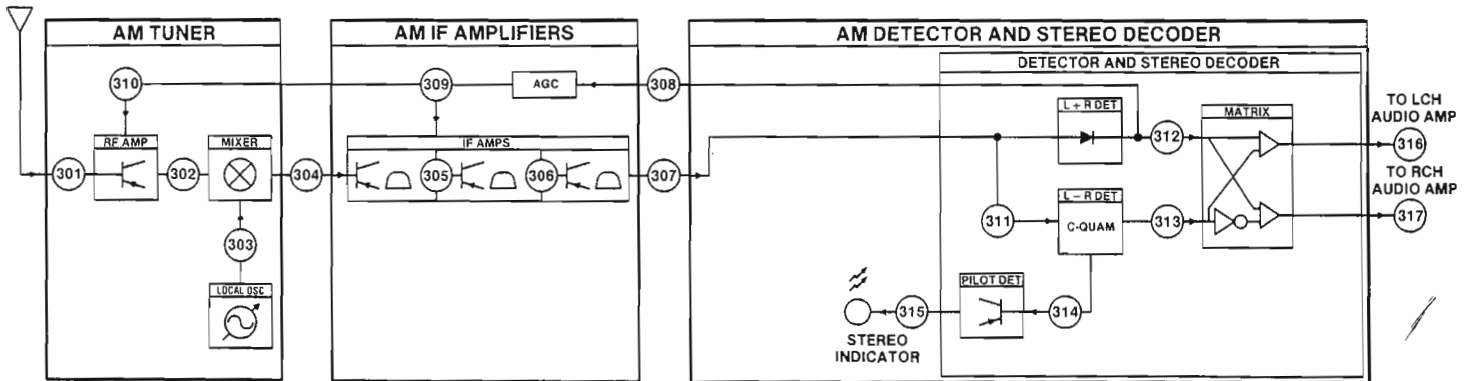 AM TUNER
AM IF AMPLIFIERS
AM DETECTOR AND STEREO DECODER
DETECTOR AND STEREO DECODER
310
309
AGC
308
L + R DET
MATRIX
TO LCH
AUDIO AMP
RF AMP
MIXER
IF AMPS
312
316
301
302
304
305
306
307
TO RCH
AUDIO AMP
L – R DET
303
311
C-QUAM
313
317
LOCAL OSC
PILOT DET
315
314
STEREO
INDICATOR